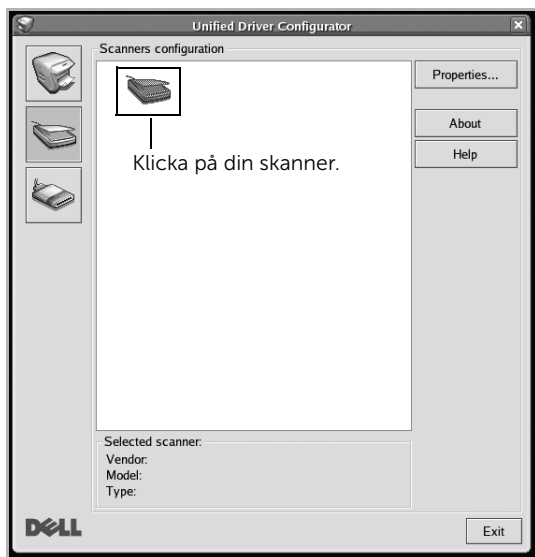 Unified Driver Configurator
Scanners configuration
Properties...
About
Help
Klicka på din skanner.
Selected scanner:
Vendor:
Model:
Type:
DELL
Exit